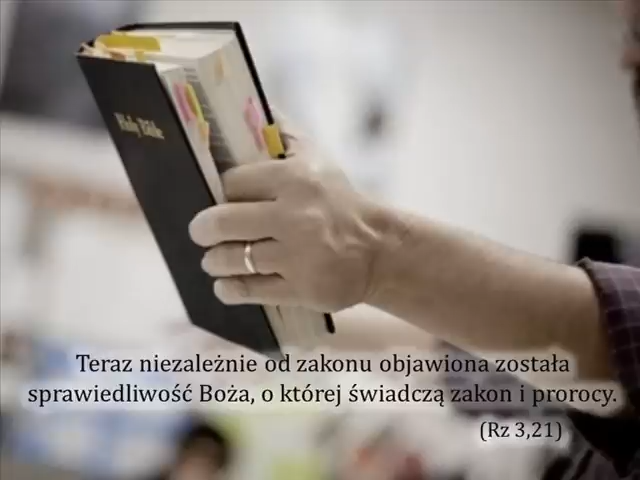 Holy Bible
Teraz niezależnie od zakonu objawiona została
sprawiedliwość Boża, o której świadczą zakon i prorocy.
(Rz 3,21)